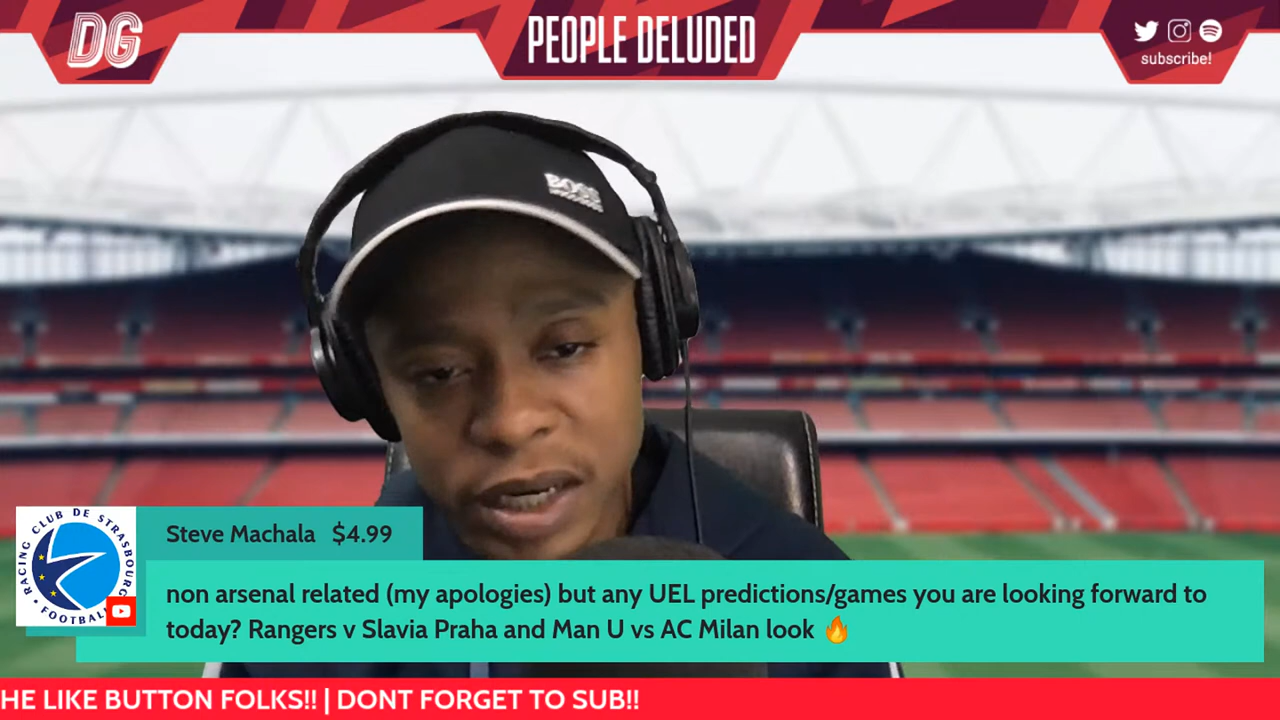 DG
PEOPLE DELUDED
subscribe!
BOSS
RACING CLUB DE STRASBOURG
FOOTBALL
Steve Machala $4.99
non arsenal related (my apologies) but any UEL predictions/games you are looking forward to
today? Rangers v Slavia Praha and Man U vs AC Milan look 🔥
HE LIKE BUTTON FOLKS!! | DONT FORGET TO SUB!!